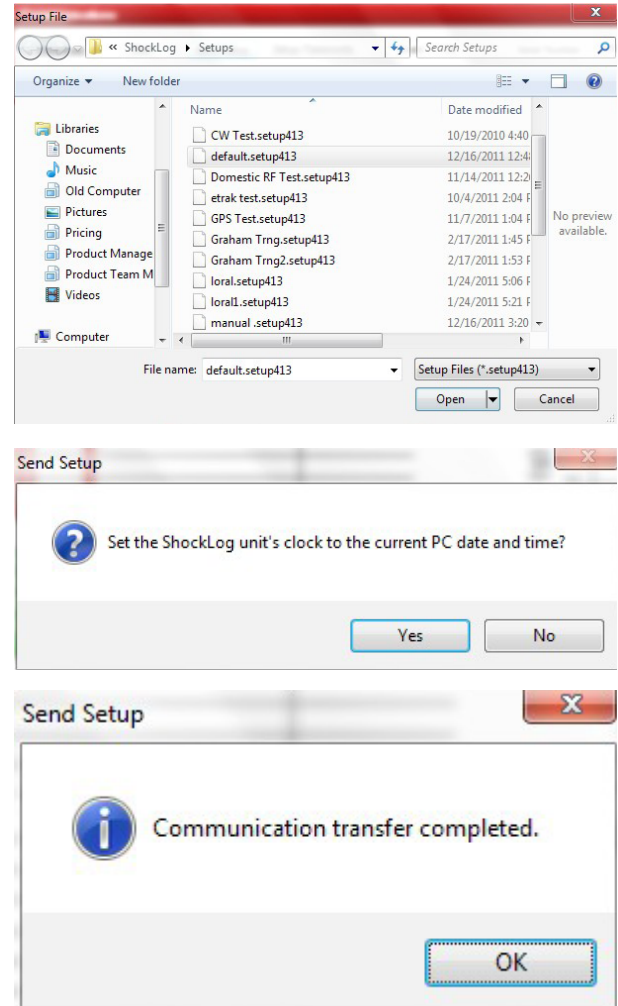 Setup File
« ShockLog ▸ Setups
Search Setups
Organize ▾ New folder
Name Date modified
Libraries
Documents
Music
Old Computer
Pictures
Pricing
Product Manage
Product Team M
Videos
Computer
CW Test.setup413 10/19/2010 4:40
default.setup413 12/16/2011 12:4
Domestic RF Test.setup413 11/14/2011 12:2
etrak test.setup413 10/4/2011 2:04 P
GPS Test.setup413 11/7/2011 1:04 P
Graham Trng.setup413 2/17/2011 1:45 P
Graham Trng2.setup413 2/17/2011 1:53 P
loral.setup413 1/24/2011 5:06 P
loral1.setup413 1/24/2011 5:21 P
manual .setup413 12/16/2011 3:20
No preview
available.
File name: default.setup413 Setup Files (*.setup413)
Open Cancel
Send Setup
Set the ShockLog unit's clock to the current PC date and time?
Yes No
Send Setup
Communication transfer completed.
OK